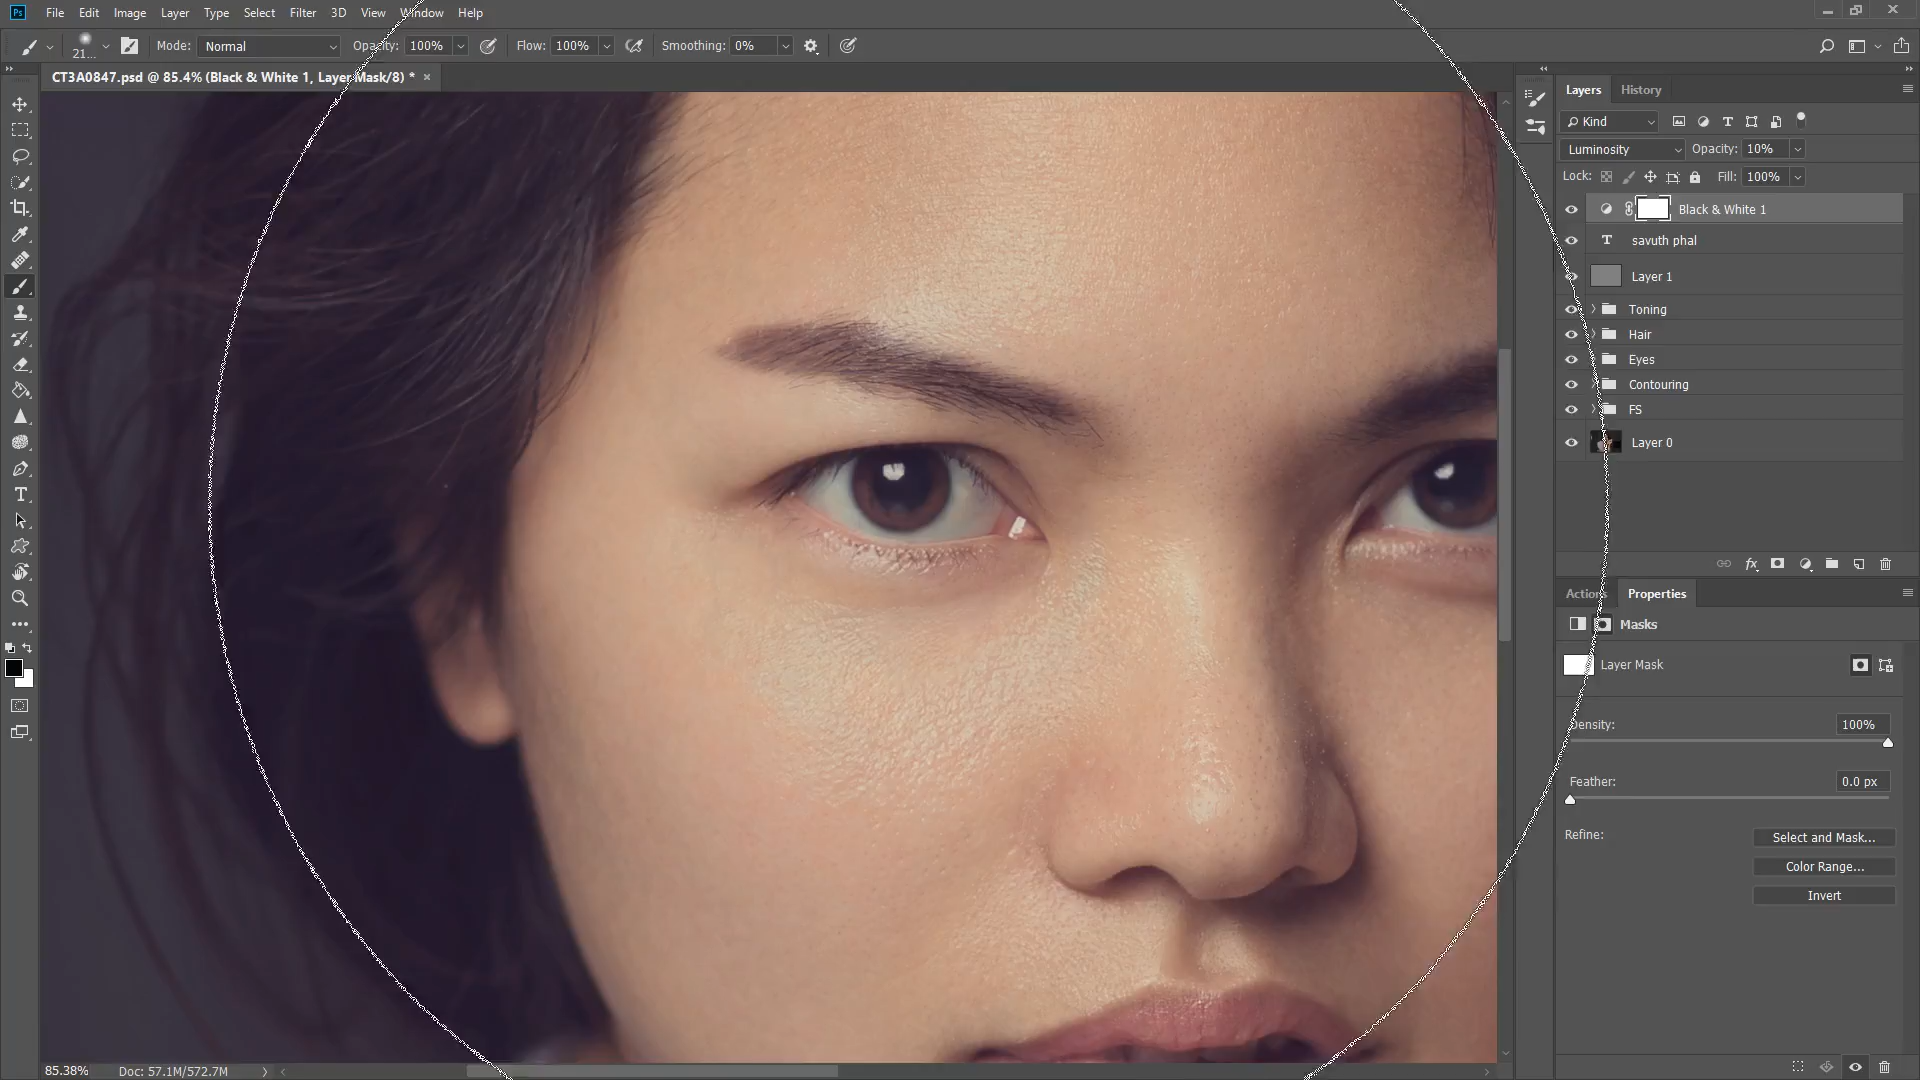 Ps File Edit Image Layer Type Select Filter 3D View Window Help
21... Mode: Normal Opacity: 100% Flow: 100% Smoothing: 0%
CT3A0847.psd @ 85.4% (Black & White 1, Layer Mask/8) * ×
Layers History
Kind
Luminosity Opacity: 10%
Lock: Fill: 100%
Black & White 1
savuth phal
Layer 1
Toning
Hair
Eyes
Contouring
FS
Layer 0
fx
Actions Properties
Masks
Layer Mask
Density: 100%
Feather: 0.0 px
Refine: Select and Mask...
Color Range...
Invert
85.38% Doc: 57.1M/572.7M